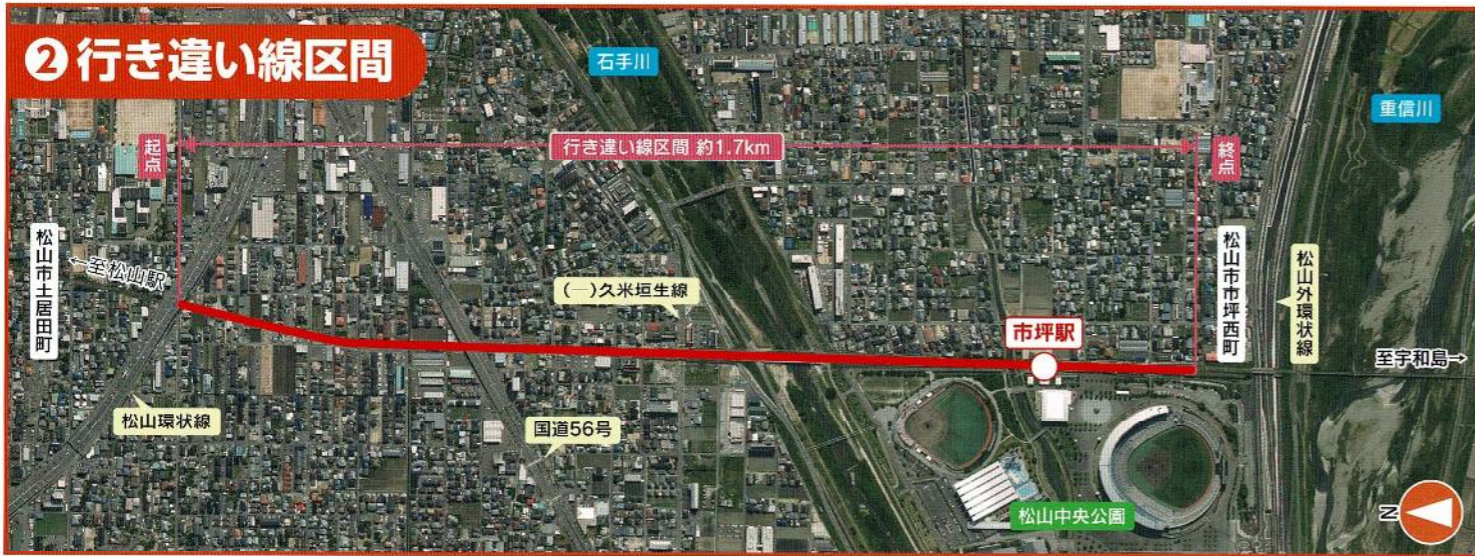 ❷行き違い線区間
石手川
重信川
起点
行き違い線区間 約1.7km
終点
松山市土居田町
←至松山駅
(一)久米垣生線
松山市市坪西町
松山外環状線
市坪駅
至宇和島→
松山環状線
国道56号
松山中央公園
N